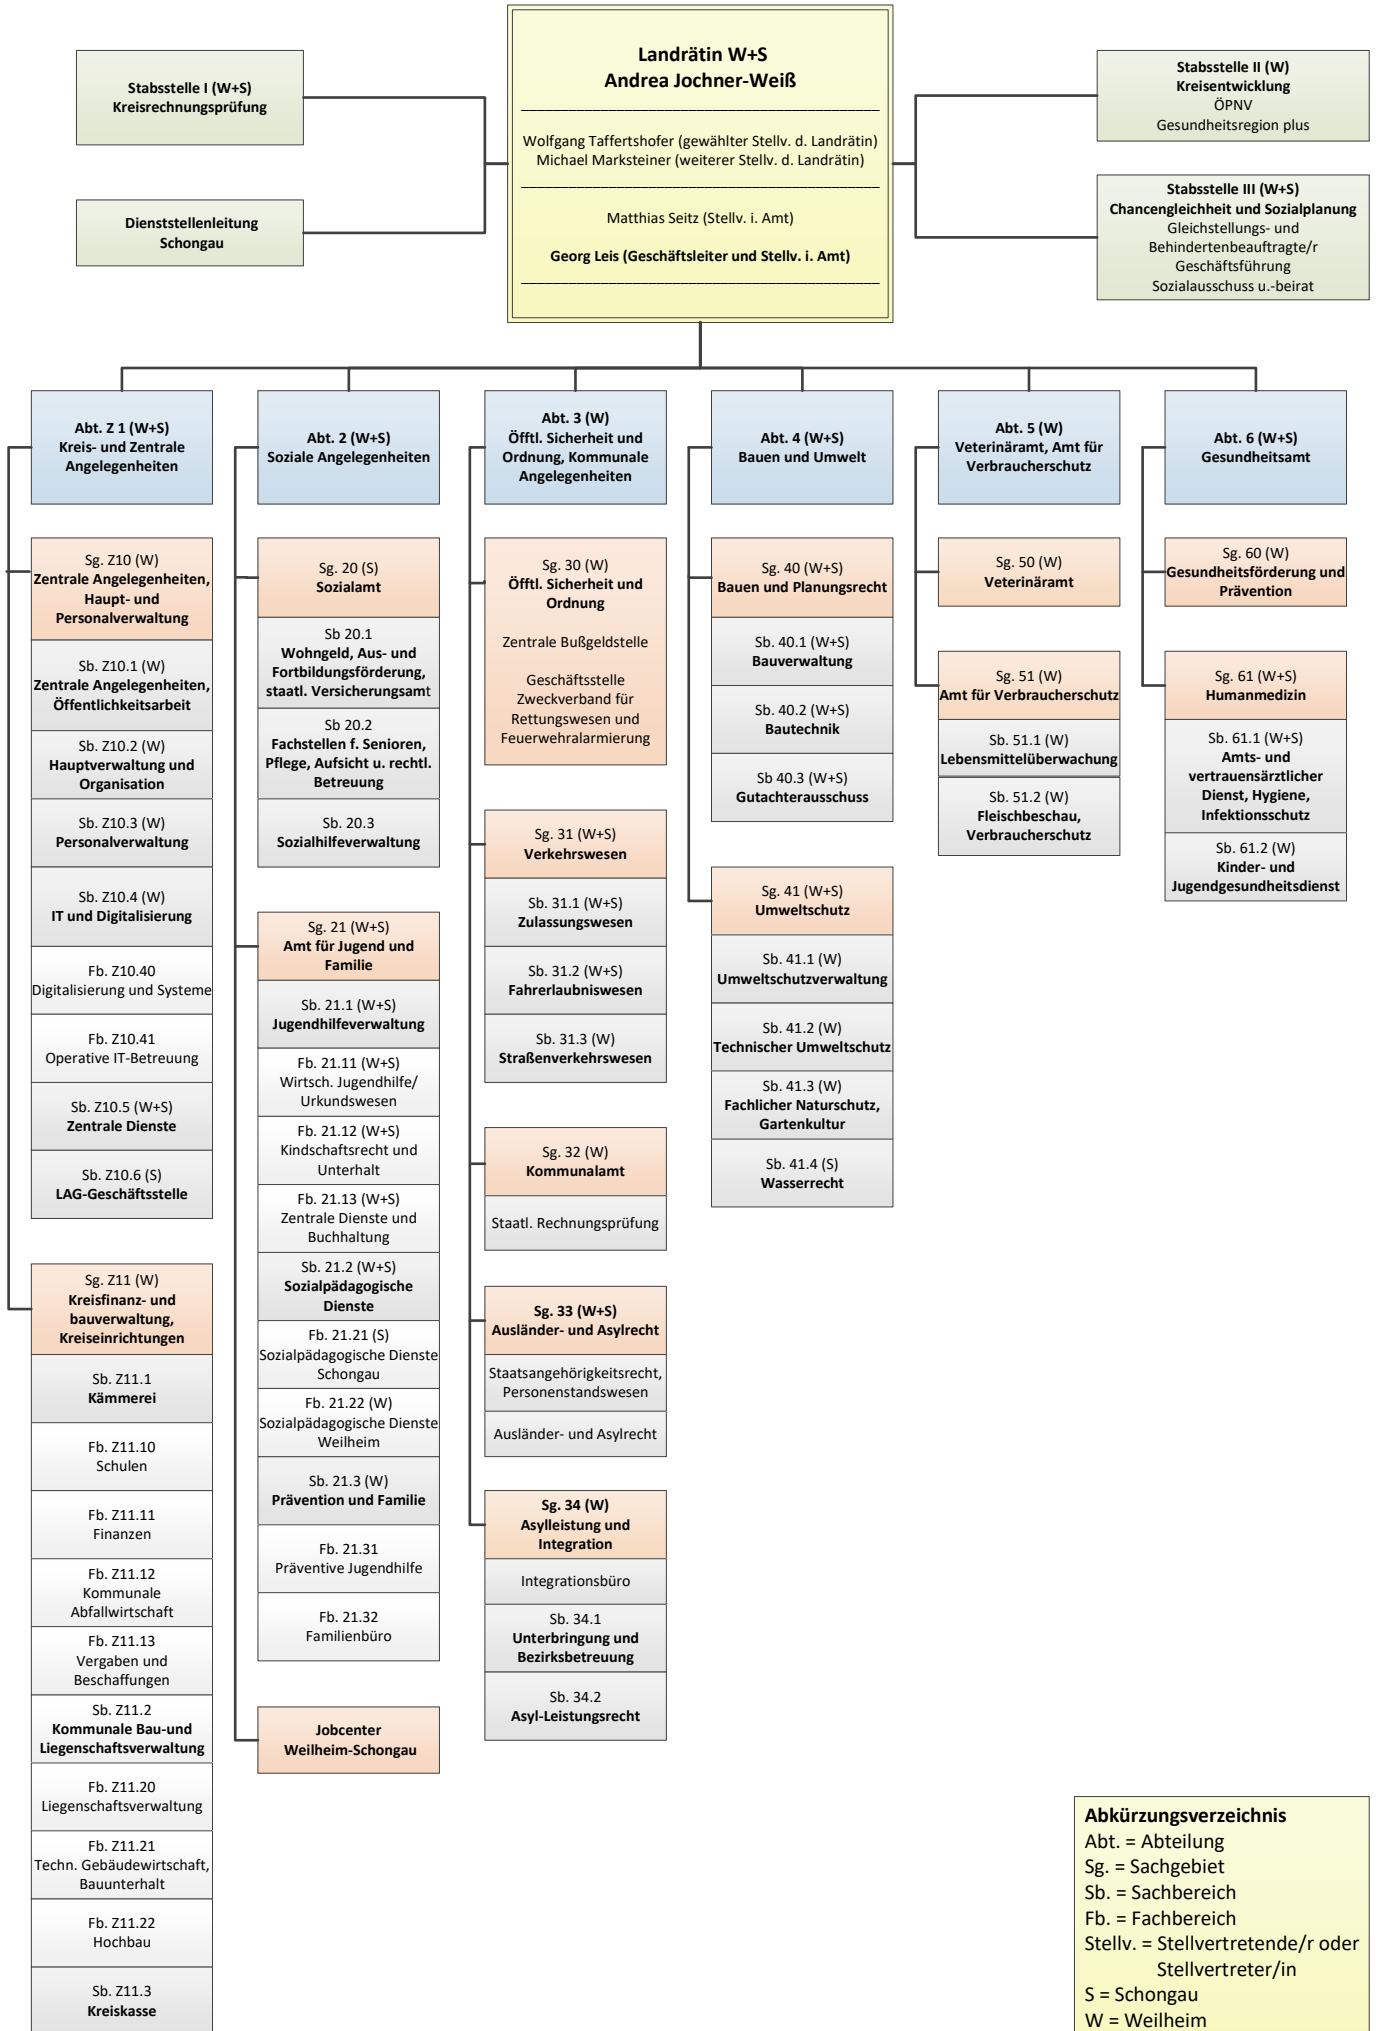 Landrätin W+S
Andrea Jochner-Weiß
Wolfgang Taffertshofer (gewählter Stellv. d. Landrätin)
Michael Marksteiner (weiterer Stellv. d. Landrätin)
Matthias Seitz (Stellv. i. Amt)
Georg Leis (Geschäftsleiter und Stellv. i. Amt)
Stabsstelle I (W+S)
Kreisrechnungsprüfung
Dienststellenleitung
Schongau
Stabsstelle II (W)
Kreisentwicklung
ÖPNV
Gesundheitsregion plus
Stabsstelle III (W+S)
Chancengleichheit und Sozialplanung
Gleichstellungs- und
Behindertenbeauftragte/r
Geschäftsführung
Sozialausschuss u.-beirat
Abt. Z 1 (W+S)
Kreis- und Zentrale
Angelegenheiten
Sg. Z10 (W)
Zentrale Angelegenheiten,
Haupt- und
Personalverwaltung
Sb. Z10.1 (W)
Zentrale Angelegenheiten,
Öffentlichkeitsarbeit
Sb. Z10.2 (W)
Hauptverwaltung und
Organisation
Sb. Z10.3 (W)
Personalverwaltung
Sb. Z10.4 (W)
IT und Digitalisierung
Fb. Z10.40
Digitalisierung und Systeme
Fb. Z10.41
Operative IT-Betreuung
Sb. Z10.5 (W+S)
Zentrale Dienste
Sb. Z10.6 (S)
LAG-Geschäftsstelle
Sg. Z11 (W)
Kreisfinanz- und
bauverwaltung,
Kreiseinrichtungen
Sb. Z11.1
Kämmerei
Fb. Z11.10
Schulen
Fb. Z11.11
Finanzen
Fb. Z11.12
Kommunale
Abfallwirtschaft
Fb. Z11.13
Vergaben und
Beschaffungen
Sb. Z11.2
Kommunale Bau-und
Liegenschaftsverwaltung
Fb. Z11.20
Liegenschaftsverwaltung
Fb. Z11.21
Techn. Gebäudewirtschaft,
Bauunterhalt
Fb. Z11.22
Hochbau
Sb. Z11.3
Kreiskasse
Abt. 2 (W+S)
Soziale Angelegenheiten
Sg. 20 (S)
Sozialamt
Sb 20.1
Wohngeld, Aus- und
Fortbildungsförderung,
staatl. Versicherungsamt
Sb 20.2
Fachstellen f. Senioren,
Pflege, Aufsicht u. rechtl.
Betreuung
Sb. 20.3
Sozialhilfeverwaltung
Sg. 21 (W+S)
Amt für Jugend und
Familie
Sb. 21.1 (W+S)
Jugendhilfeverwaltung
Fb. 21.11 (W+S)
Wirtsch. Jugendhilfe/
Urkundswesen
Fb. 21.12 (W+S)
Kindschaftsrecht und
Unterhalt
Fb. 21.13 (W+S)
Zentrale Dienste und
Buchhaltung
Sb. 21.2 (W+S)
Sozialpädagogische
Dienste
Fb. 21.21 (S)
Sozialpädagogische Dienste
Schongau
Fb. 21.22 (W)
Sozialpädagogische Dienste
Weilheim
Sb. 21.3 (W)
Prävention und Familie
Fb. 21.31
Präventive Jugendhilfe
Fb. 21.32
Familienbüro
Jobcenter
Weilheim-Schongau
Abt. 3 (W)
Öfftl. Sicherheit und
Ordnung, Kommunale
Angelegenheiten
Sg. 30 (W)
Öfftl. Sicherheit und
Ordnung
Zentrale Bußgeldstelle
Geschäftsstelle
Zweckverband für
Rettungswesen und
Feuerwehralarmierung
Sg. 31 (W+S)
Verkehrswesen
Sb. 31.1 (W+S)
Zulassungswesen
Sb. 31.2 (W+S)
Fahrerlaubniswesen
Sb. 31.3 (W)
Straßenverkehrswesen
Sg. 32 (W)
Kommunalamt
Staatl. Rechnungsprüfung
Sg. 33 (W+S)
Ausländer- und Asylrecht
Staatsangehörigkeitsrecht,
Personenstandswesen
Ausländer- und Asylrecht
Sg. 34 (W)
Asylleistung und
Integration
Integrationsbüro
Sb. 34.1
Unterbringung und
Bezirksbetreuung
Sb. 34.2
Asyl-Leistungsrecht
Abt. 4 (W+S)
Bauen und Umwelt
Sg. 40 (W+S)
Bauen und Planungsrecht
Sb. 40.1 (W+S)
Bauverwaltung
Sb. 40.2 (W+S)
Bautechnik
Sb 40.3 (W+S)
Gutachterausschuss
Sg. 41 (W+S)
Umweltschutz
Sb. 41.1 (W)
Umweltschutzverwaltung
Sb. 41.2 (W)
Technischer Umweltschutz
Sb. 41.3 (W)
Fachlicher Naturschutz,
Gartenkultur
Sb. 41.4 (S)
Wasserrecht
Abt. 5 (W)
Veterinäramt, Amt für
Verbraucherschutz
Sg. 50 (W)
Veterinäramt
Sg. 51 (W)
Amt für Verbraucherschutz
Sb. 51.1 (W)
Lebensmittelüberwachung
Sb. 51.2 (W)
Fleischbeschau,
Verbraucherschutz
Abt. 6 (W+S)
Gesundheitsamt
Sg. 60 (W)
Gesundheitsförderung und
Prävention
Sg. 61 (W+S)
Humanmedizin
Sb. 61.1 (W+S)
Amts- und
vertrauensärztlicher
Dienst, Hygiene,
Infektionsschutz
Sb. 61.2 (W)
Kinder- und
Jugendgesundheitsdienst
Abkürzungsverzeichnis
Abt. = Abteilung
Sg. = Sachgebiet
Sb. = Sachbereich
Fb. = Fachbereich
Stellv. = Stellvertretende/r oder
Stellvertreter/in
S = Schongau
W = Weilheim